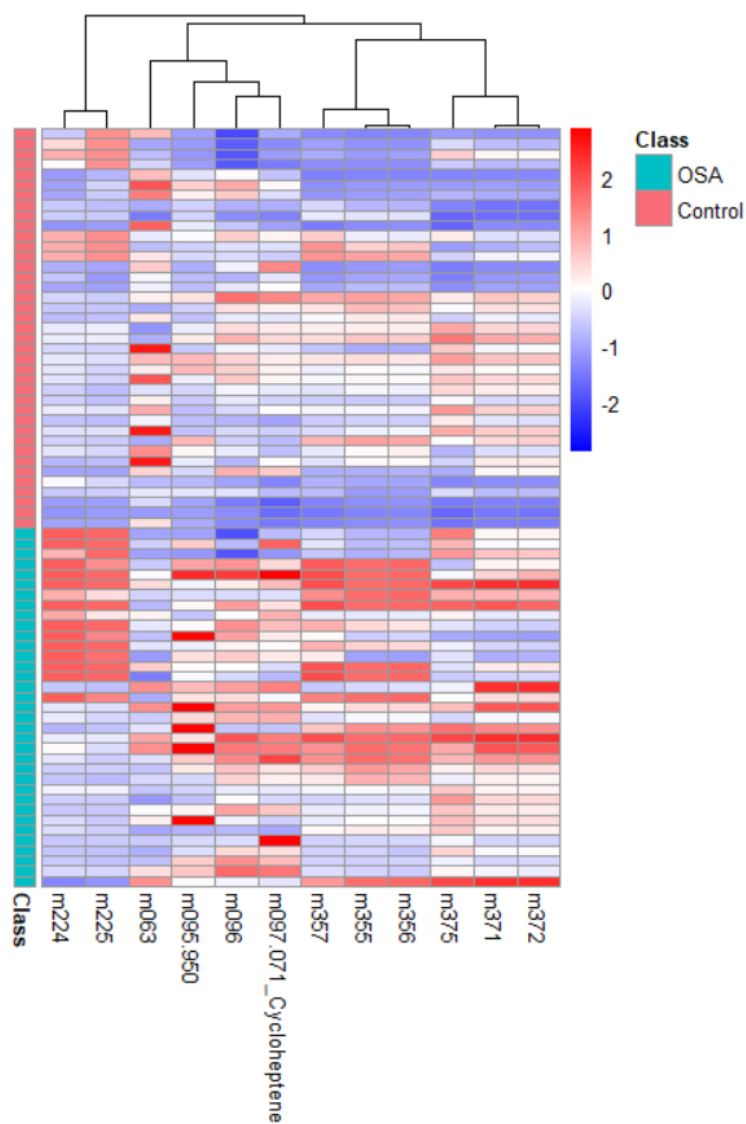 Class
OSA
Control
2
1
0
-1
-2
Class
m224
m225
m063
m095.950
m096
m097.071_Cycloheptene
m357
m355
m356
m375
m371
m372